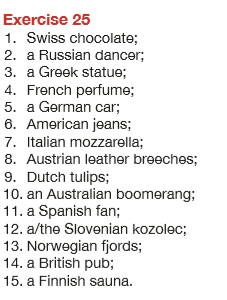 Exercise 25
1. Swiss chocolate;
2. a Russian dancer;
3. a Greek statue;
4. French perfume;
5. a German car;
6. American jeans;
7. Italian mozzarella;
8. Austrian leather breeches;
9. Dutch tulips;
10. an Australian boomerang;
11. a Spanish fan;
12. a/the Slovenian kozolec;
13. Norwegian fjords;
14. a British pub;
15. a Finnish sauna.